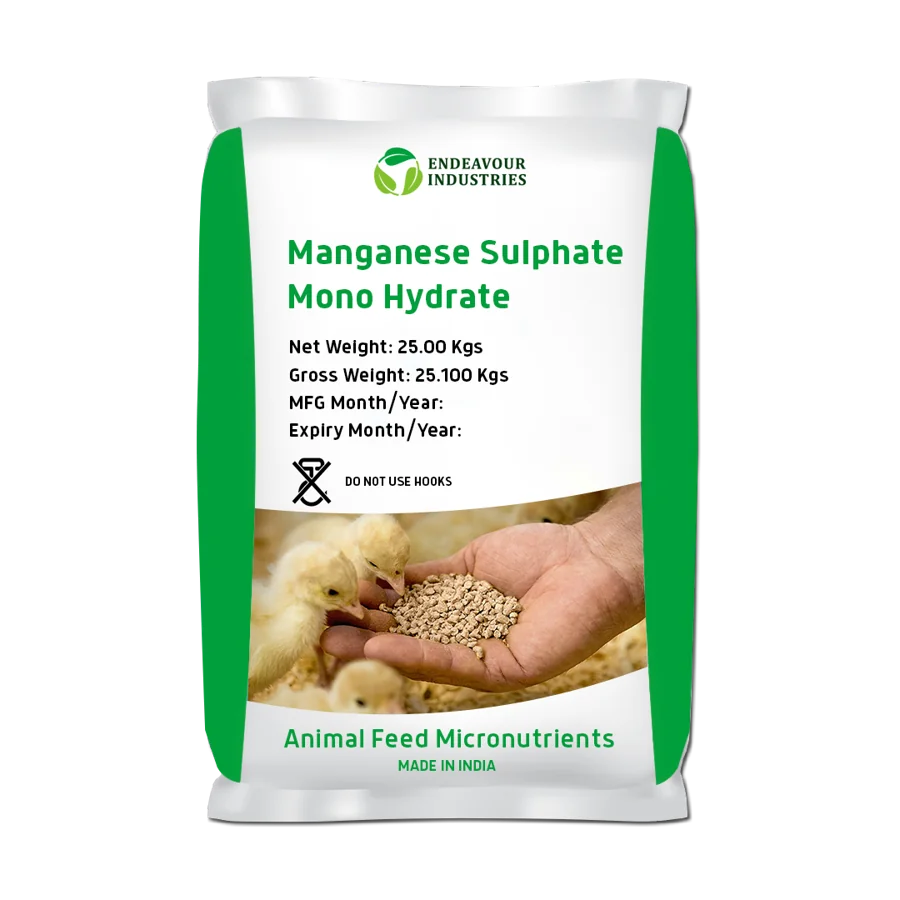 ENDEAVOUR
INDUSTRIES
Manganese Sulphate
Mono Hydrate
Net Weight: 25.00 Kgs
Gross Weight: 25.100 Kgs
MFG Month/Year:
Expiry Month/Year:
DO NOT USE HOOKS
Animal Feed Micronutrients
MADE IN INDIA